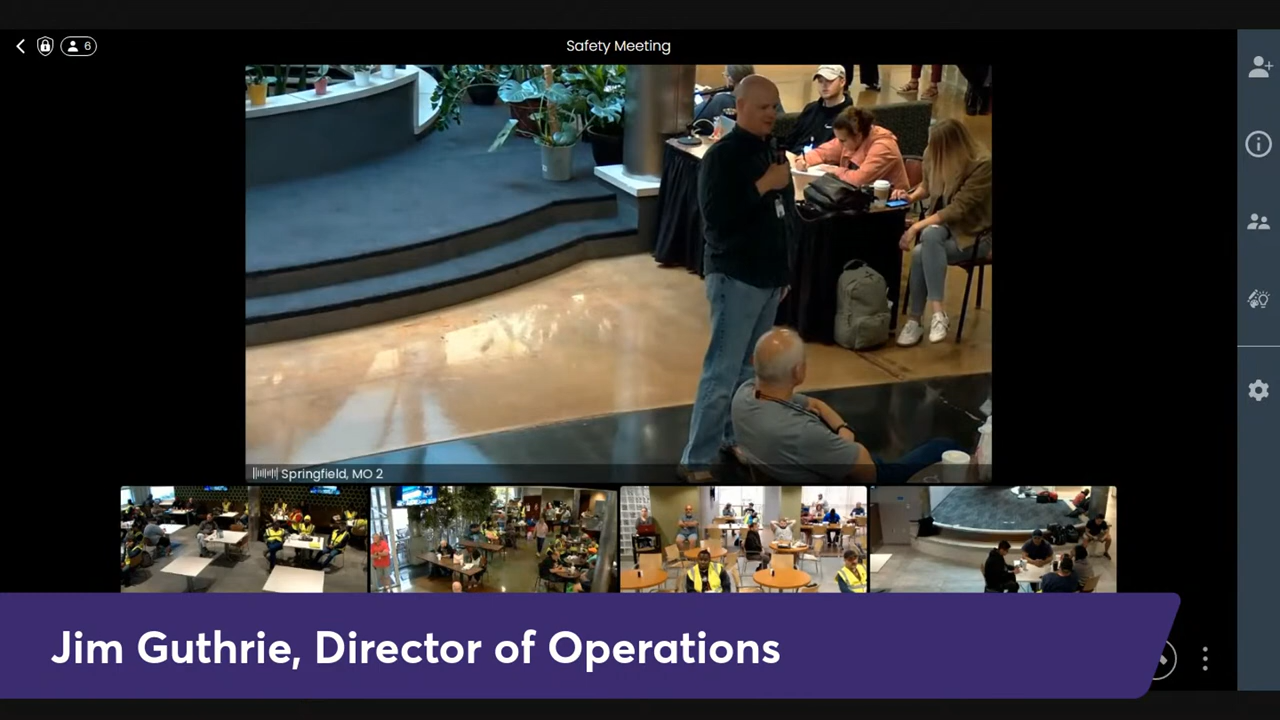 6
Safety Meeting
Springfield, MO 2
Jim Guthrie, Director of Operations